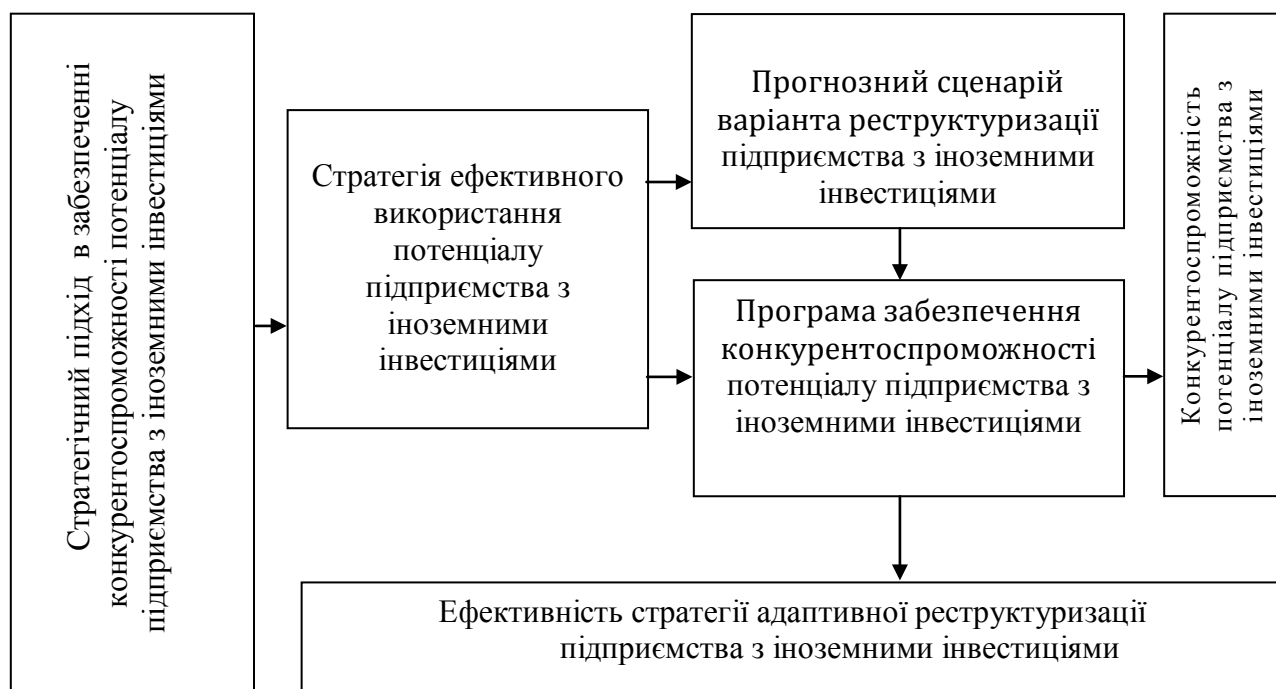 Стратегічний підхід в забезпеченні
конкурентоспроможності потенціалу
підприємства з іноземними інвестиціями
Стратегія ефективного
використання
потенціалу
підприємства з
іноземними
інвестиціями
Прогнозний сценарій
варіанта реструктуризації
підприємства з іноземними
інвестиціями
Програма забезпечення
конкурентоспроможності
потенціалу підприємства з
іноземними інвестиціями
Конкурентоспроможність
потенціалу підприємства з
іноземними інвестиціями
Ефективність стратегії адаптивної реструктуризації
підприємства з іноземними інвестиціями